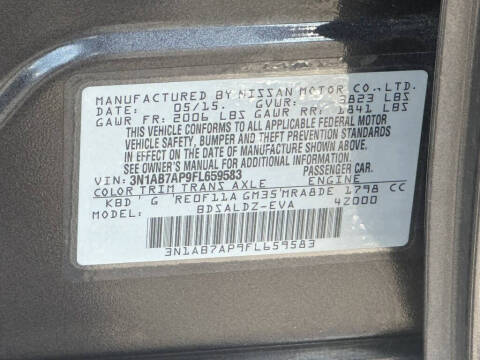 MANUFACTURED BY NISSAN MOTOR CO., LTD.
DATE: 05/15. GVWR: 3823 LBS
GAWR FR: 2006 LBS GAWR RR: 1841 LBS
THIS VEHICLE CONFORMS TO ALL APPLICABLE FEDERAL MOTOR
VEHICLE SAFETY, BUMPER AND THEFT PREVENTION STANDARDS
IN EFFECT ON THE DATE OF MANUFACTURE SHOWN ABOVE.
SEE OWNER'S MANUAL FOR ADDITIONAL INFORMATION.
VIN: 3N1AB7AP9FL659583 PASSENGER CAR
COLOR TRIM TRANS AXLE ENGINE
KBD G RE0F11A GM35 MRA8DE 1798 CC
MODEL: BDSALDZ-EVA 4Z000
3N1AB7AP9FL659583